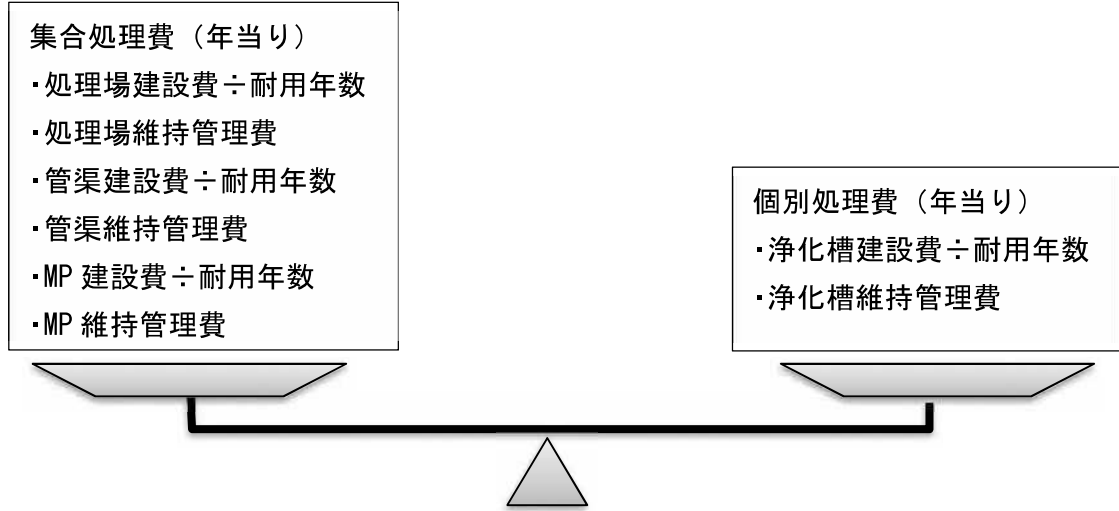 集合処理費（年当り）
・処理場建設費÷耐用年数
・処理場維持管理費
・管渠建設費÷耐用年数
・管渠維持管理費
・MP 建設費÷耐用年数
・MP 維持管理費
個別処理費（年当り）
・浄化槽建設費÷耐用年数
・浄化槽維持管理費